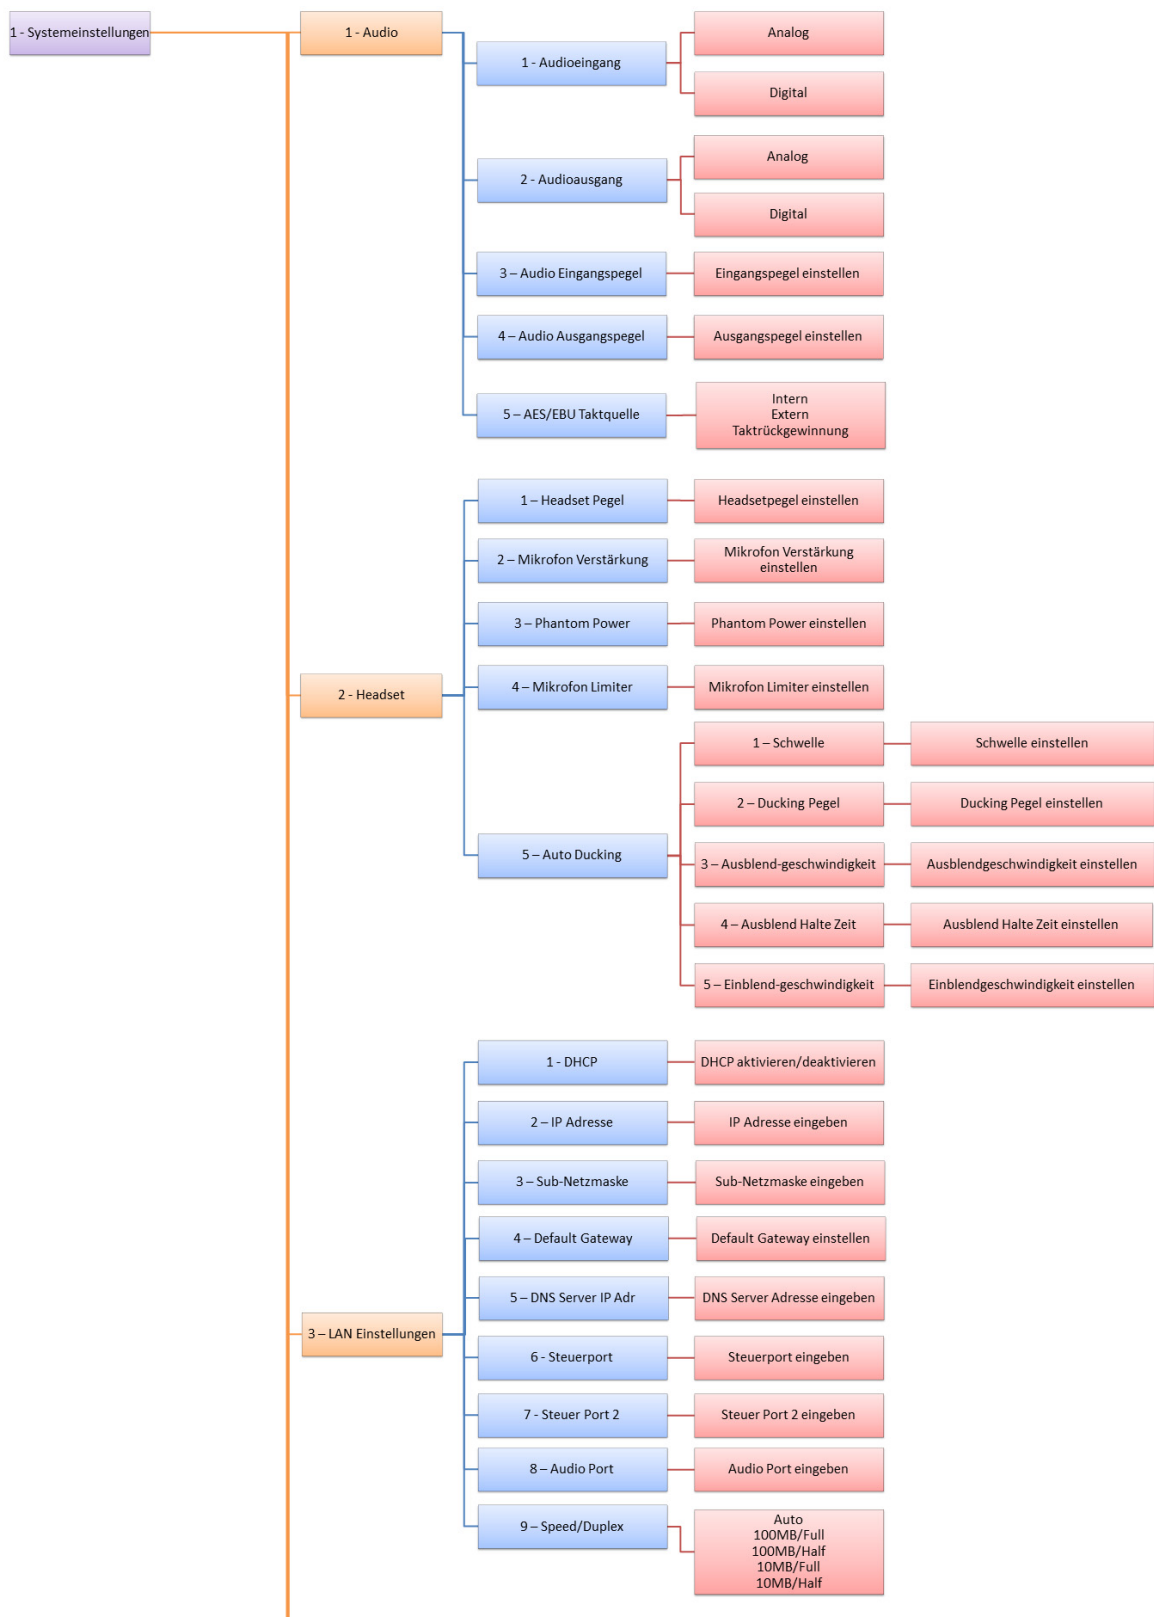 1 - Systemeinstellungen
1 - Audio
1 - Audioeingang
Analog
Digital
2 - Audioausgang
Analog
Digital
3 – Audio Eingangspegel
Eingangspegel einstellen
4 – Audio Ausgangspegel
Ausgangspegel einstellen
5 – AES/EBU Taktquelle
Intern
Extern
Taktrückgewinnung
2 - Headset
1 – Headset Pegel
Headsetpegel einstellen
2 – Mikrofon Verstärkung
Mikrofon Verstärkung
einstellen
3 – Phantom Power
Phantom Power einstellen
4 – Mikrofon Limiter
Mikrofon Limiter einstellen
5 – Auto Ducking
1 – Schwelle
Schwelle einstellen
2 – Ducking Pegel
Ducking Pegel einstellen
3 – Ausblend-geschwindigkeit
Ausblendgeschwindigkeit einstellen
4 – Ausblend Halte Zeit
Ausblend Halte Zeit einstellen
5 – Einblend-geschwindigkeit
Einblendgeschwindigkeit einstellen
3 – LAN Einstellungen
1 - DHCP
DHCP aktivieren/deaktivieren
2 – IP Adresse
IP Adresse eingeben
3 – Sub-Netzmaske
Sub-Netzmaske eingeben
4 – Default Gateway
Default Gateway einstellen
5 – DNS Server IP Adr
DNS Server Adresse eingeben
6 - Steuerport
Steuerport eingeben
7 - Steuer Port 2
Steuer Port 2 eingeben
8 – Audio Port
Audio Port eingeben
9 – Speed/Duplex
Auto
100MB/Full
100MB/Half
10MB/Full
10MB/Half